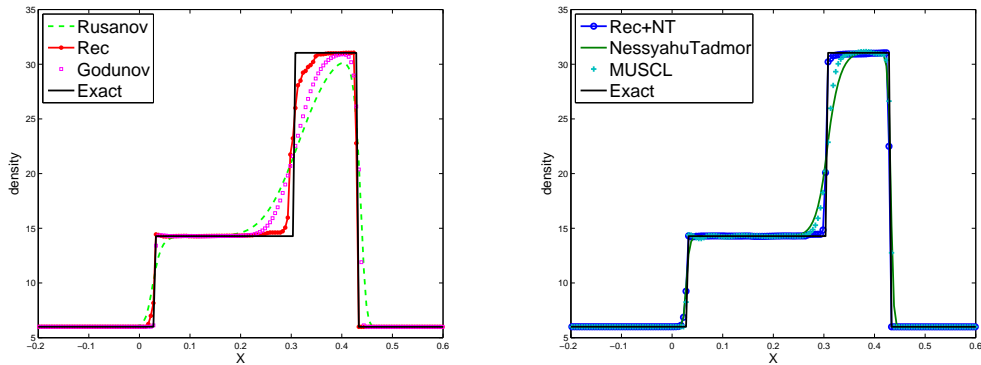 35
30
25
20
15
10
5
density
−0.2
−0.1
0
0.1
0.2
0.3
0.4
0.5
0.6
X
Rusanov
Rec
Godunov
Exact
35
30
25
20
15
10
5
density
−0.2
−0.1
0
0.1
0.2
0.3
0.4
0.5
0.6
X
Rec+NT
NessyahuTadmor
MUSCL
Exact